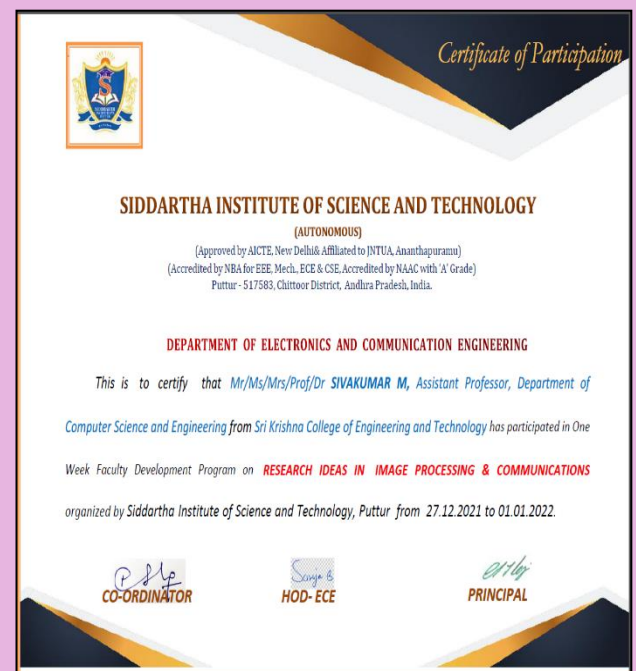 Certificate of Participation
SIDDARTHA INSTITUTE OF SCIENCE AND TECHNOLOGY
(AUTONOMOUS)
(Approved by AICTE, New Delhi& Affiliated to JNTUA, Ananthapuramu)
(Accredited by NBA for EEE, Mech., ECE & CSE, Accredited by NAAC with 'A' Grade)
Puttur - 517583, Chittoor District, Andhra Pradesh, India.
DEPARTMENT OF ELECTRONICS AND COMMUNICATION ENGINEERING
This is to certify that Mr/Ms/Mrs/Prof/Dr SIVAKUMAR M, Assistant Professor, Department of
Computer Science and Engineering from Sri Krishna College of Engineering and Technology has participated in One
Week Faculty Development Program on RESEARCH IDEAS IN IMAGE PROCESSING & COMMUNICATIONS
organized by Siddartha Institute of Science and Technology, Puttur from 27.12.2021 to 01.01.2022.
CO-ORDINATOR HOD- ECE PRINCIPAL